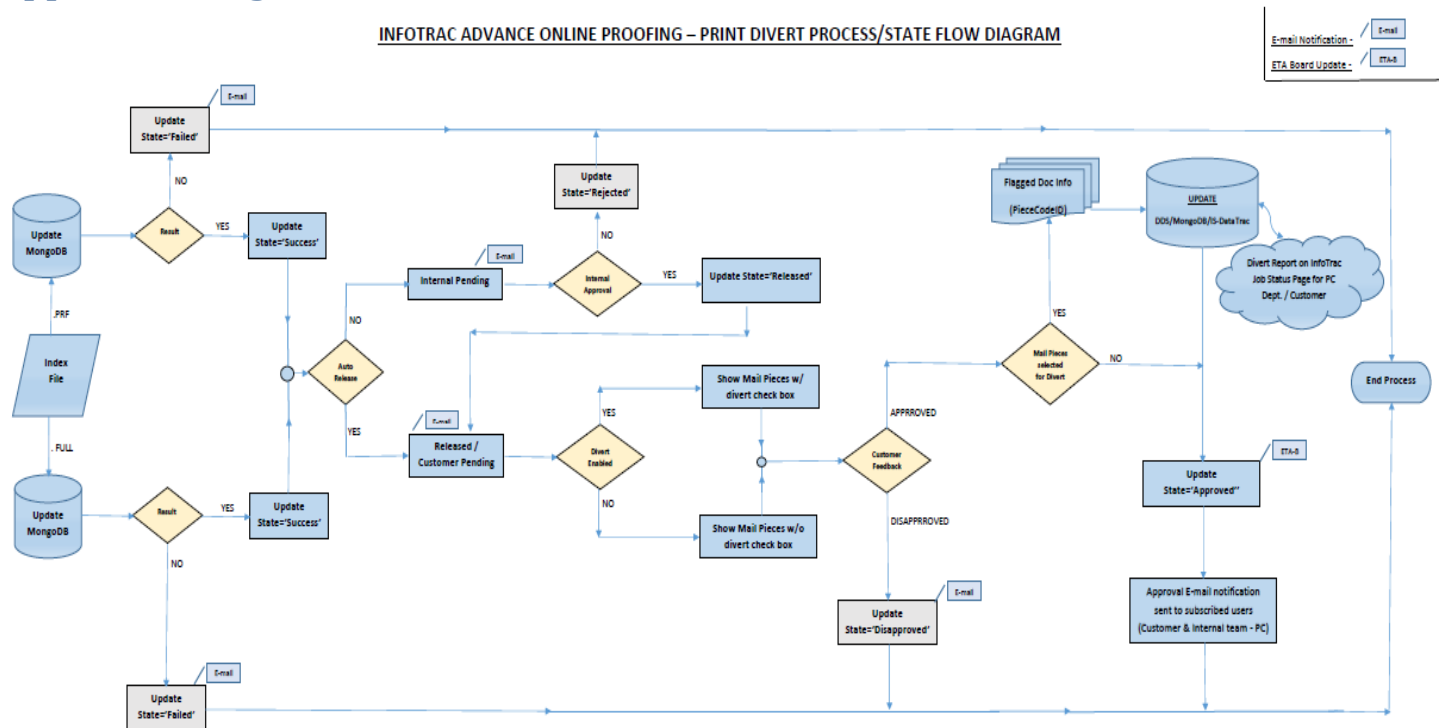 INFOTRAC ADVANCE ONLINE PROOFING – PRINT DIVERT PROCESS/STATE FLOW DIAGRAM
E-mail Notification -
E-mail
ETA Board Update -
ETA-B
E-mail
Update
State='Failed'
NO
Update
MongoDB
Result
YES
Update
State='Success'
.PRF
Index
File
. FULL
Update
MongoDB
Result
YES
Update
State='Success'
NO
E-mail
Update
State='Failed'
Auto
Release
NO
YES
E-mail
Internal Pending
Update
State='Rejected'
NO
Internal
Approval
YES
Update State='Released'
E-mail
Released /
Customer Pending
Divert
Enabled
YES
NO
Show Mail Pieces w/
divert check box
Show Mail Pieces w/o
divert check box
Customer
Feedback
APPRROVED
DISAPPRROVED
E-mail
Update
State='Disapproved'
Mail Pieces
selected
for Divert
YES
NO
Flagged Doc Info
(PieceCodeID)
UPDATE
DDS/MongoDB/IS-DataTrac
Divert Report on InfoTrac
Job Status Page for PC
Dept. / Customer
End Process
ETA-B
Update
State='Approved''
Approval E-mail notification
sent to subscribed users
(Customer & Internal team - PC)